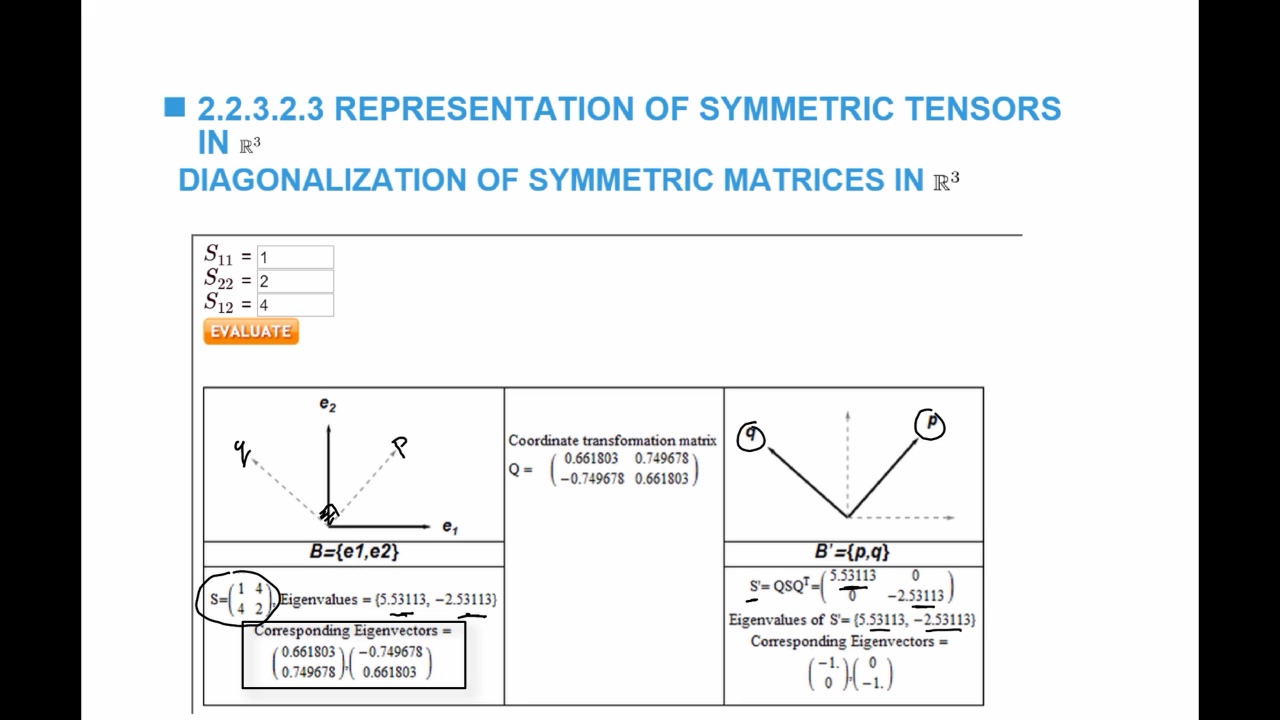 2.2.3.2.3 REPRESENTATION OF SYMMETRIC TENSORS
IN ℝ³
DIAGONALIZATION OF SYMMETRIC MATRICES IN ℝ³
S₁₁ = 1
S₂₂ = 2
S₁₂ = 4
EVALUATE
e₂
q
p
e₁
B={e1,e2}
S=(1 4
4 2), Eigenvalues = {5.53113, −2.53113}
Corresponding Eigenvectors =
(0.661803
0.749678),(−0.749678
0.661803)
Coordinate transformation matrix
Q = (0.661803 0.749678
−0.749678 0.661803)
q
p
B'={p,q}
S'= QSQᵀ=(5.53113 0
0 −2.53113)
Eigenvalues of S'= {5.53113, −2.53113}
Corresponding Eigenvectors =
(−1.
0),(0
−1.)